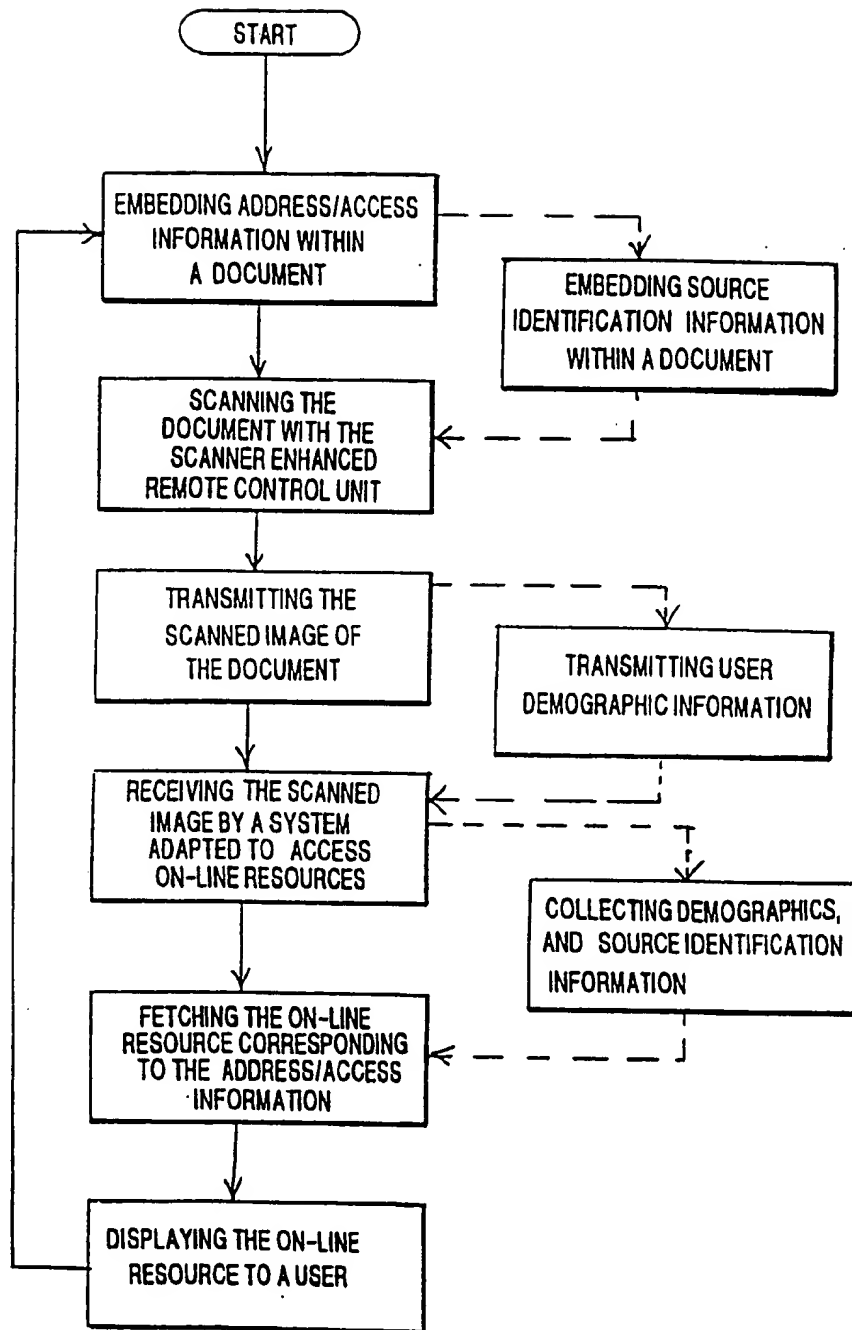 START
EMBEDDING ADDRESS/ACCESS
INFORMATION WITHIN
A DOCUMENT
EMBEDDING SOURCE
IDENTIFICATION INFORMATION
WITHIN A DOCUMENT
SCANNING THE
DOCUMENT WITH THE
SCANNER ENHANCED
REMOTE CONTROL UNIT
TRANSMITTING THE
SCANNED IMAGE OF
THE DOCUMENT
TRANSMITTING USER
DEMOGRAPHIC INFORMATION
RECEIVING THE SCANNED
IMAGE BY A SYSTEM
ADAPTED TO ACCESS
ON-LINE RESOURCES
COLLECTING DEMOGRAPHICS,
AND SOURCE IDENTIFICATION
INFORMATION
FETCHING THE ON-LINE
RESOURCE CORRESPONDING
TO THE ADDRESS/ACCESS
INFORMATION
DISPLAYING THE ON-LINE
RESOURCE TO A USER